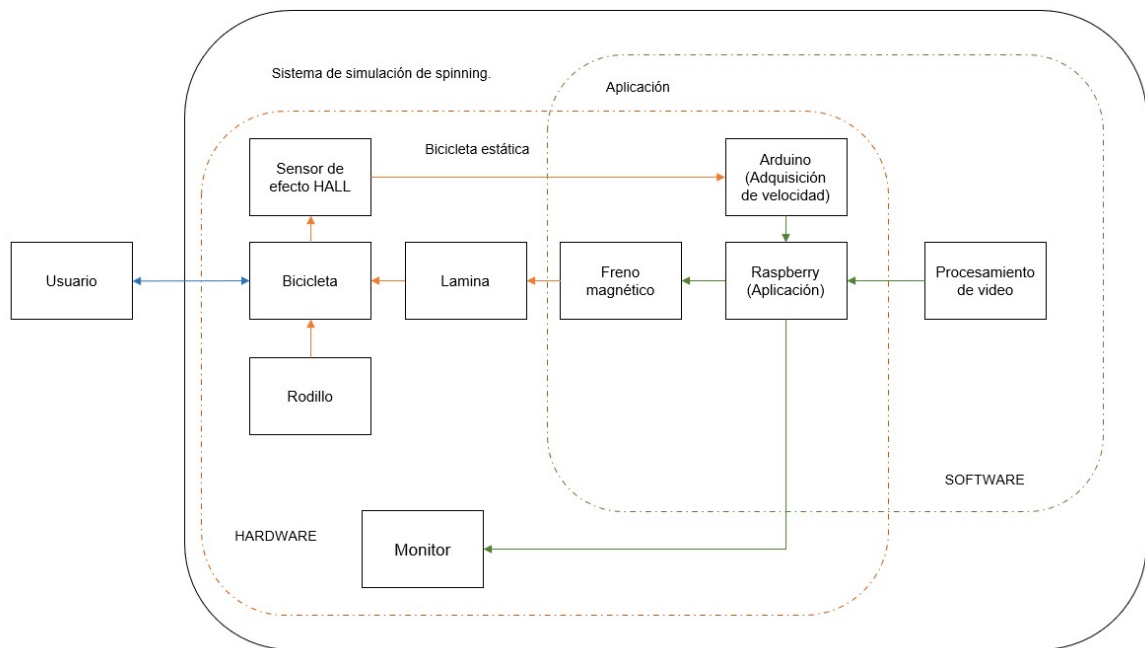 Sistema de simulación de spinning.
Aplicación
Bicicleta estática
Sensor de
efecto HALL
Arduino
(Adquisición
de velocidad)
Usuario
Bicicleta
Lamina
Freno
magnético
Raspberry
(Aplicación)
Procesamiento
de video
Rodillo
SOFTWARE
HARDWARE
Monitor